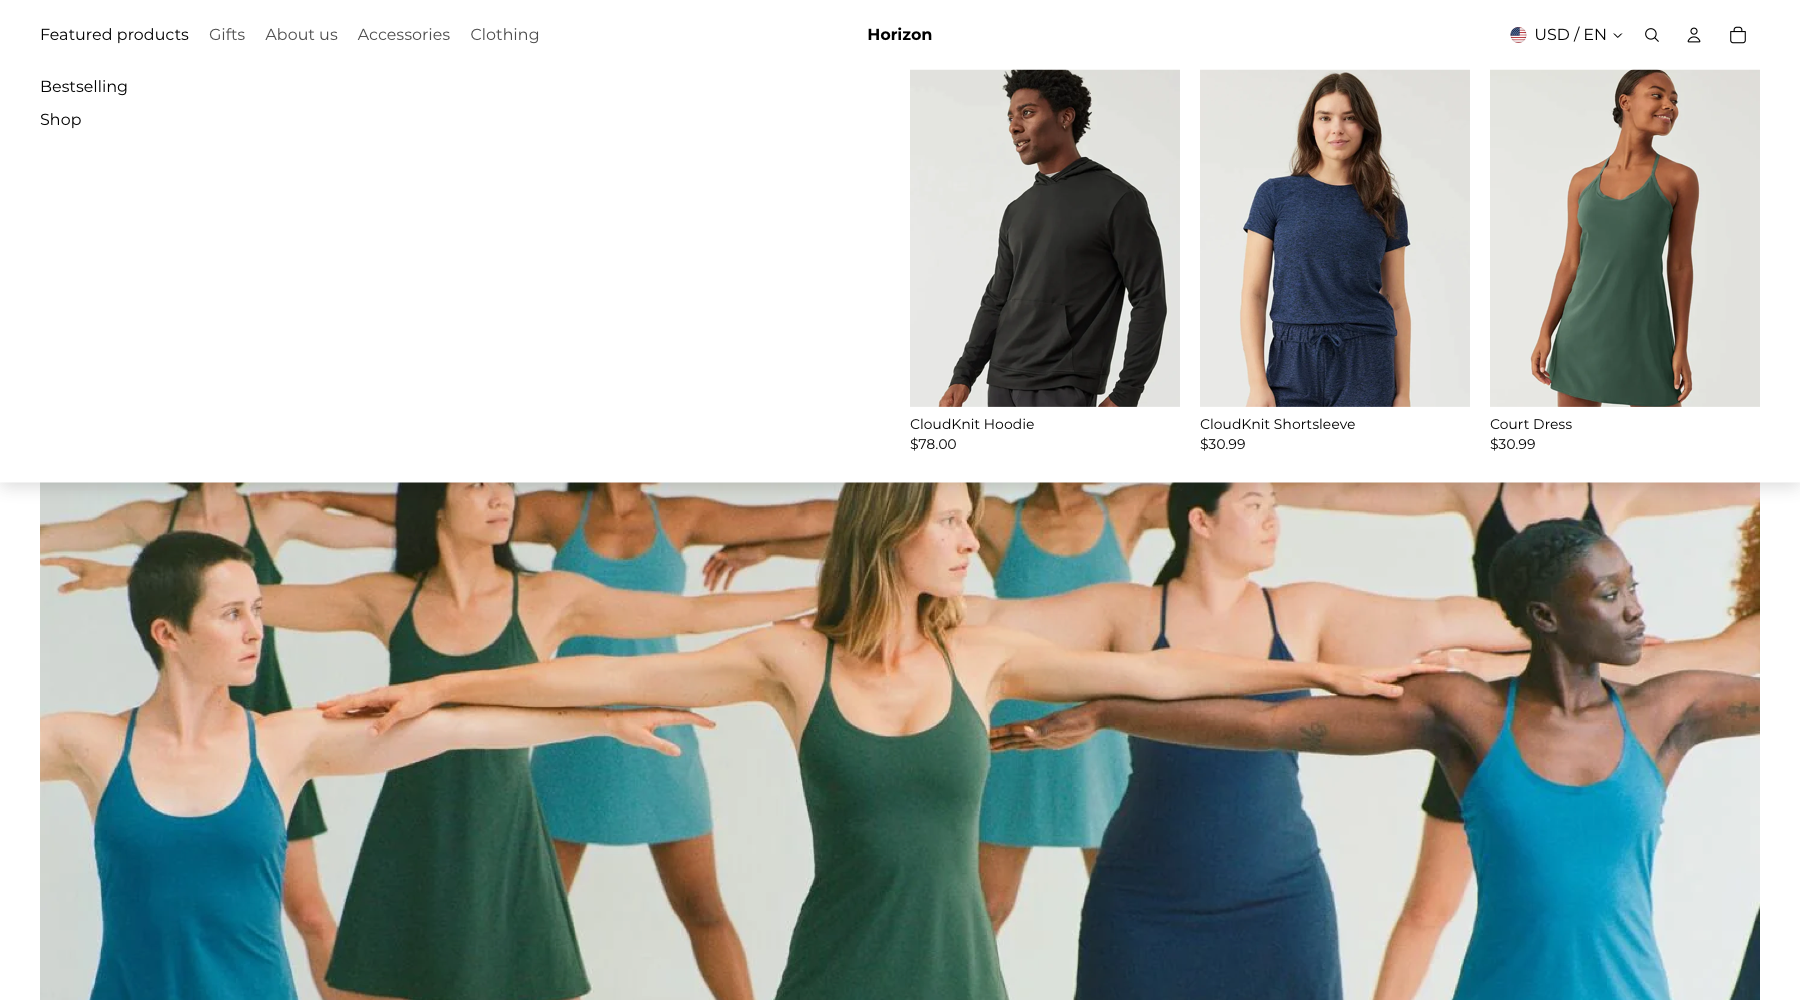 Featured products Gifts About us Accessories Clothing Horizon USD / EN
Bestselling
Shop
CloudKnit Hoodie
$78.00
CloudKnit Shortsleeve
$30.99
Court Dress
$30.99